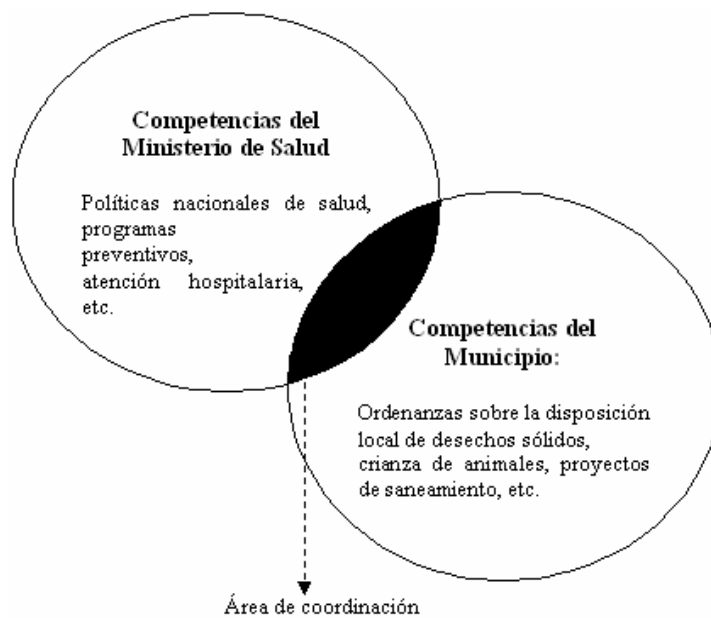 Competencias del
Ministerio de Salud
Políticas nacionales de salud,
programas
preventivos,
atención hospitalaria,
etc.
Competencias del
Municipio:
Ordenanzas sobre la disposición
local de desechos sólidos,
crianza de animales, proyectos
de saneamiento, etc.
Área de coordinación